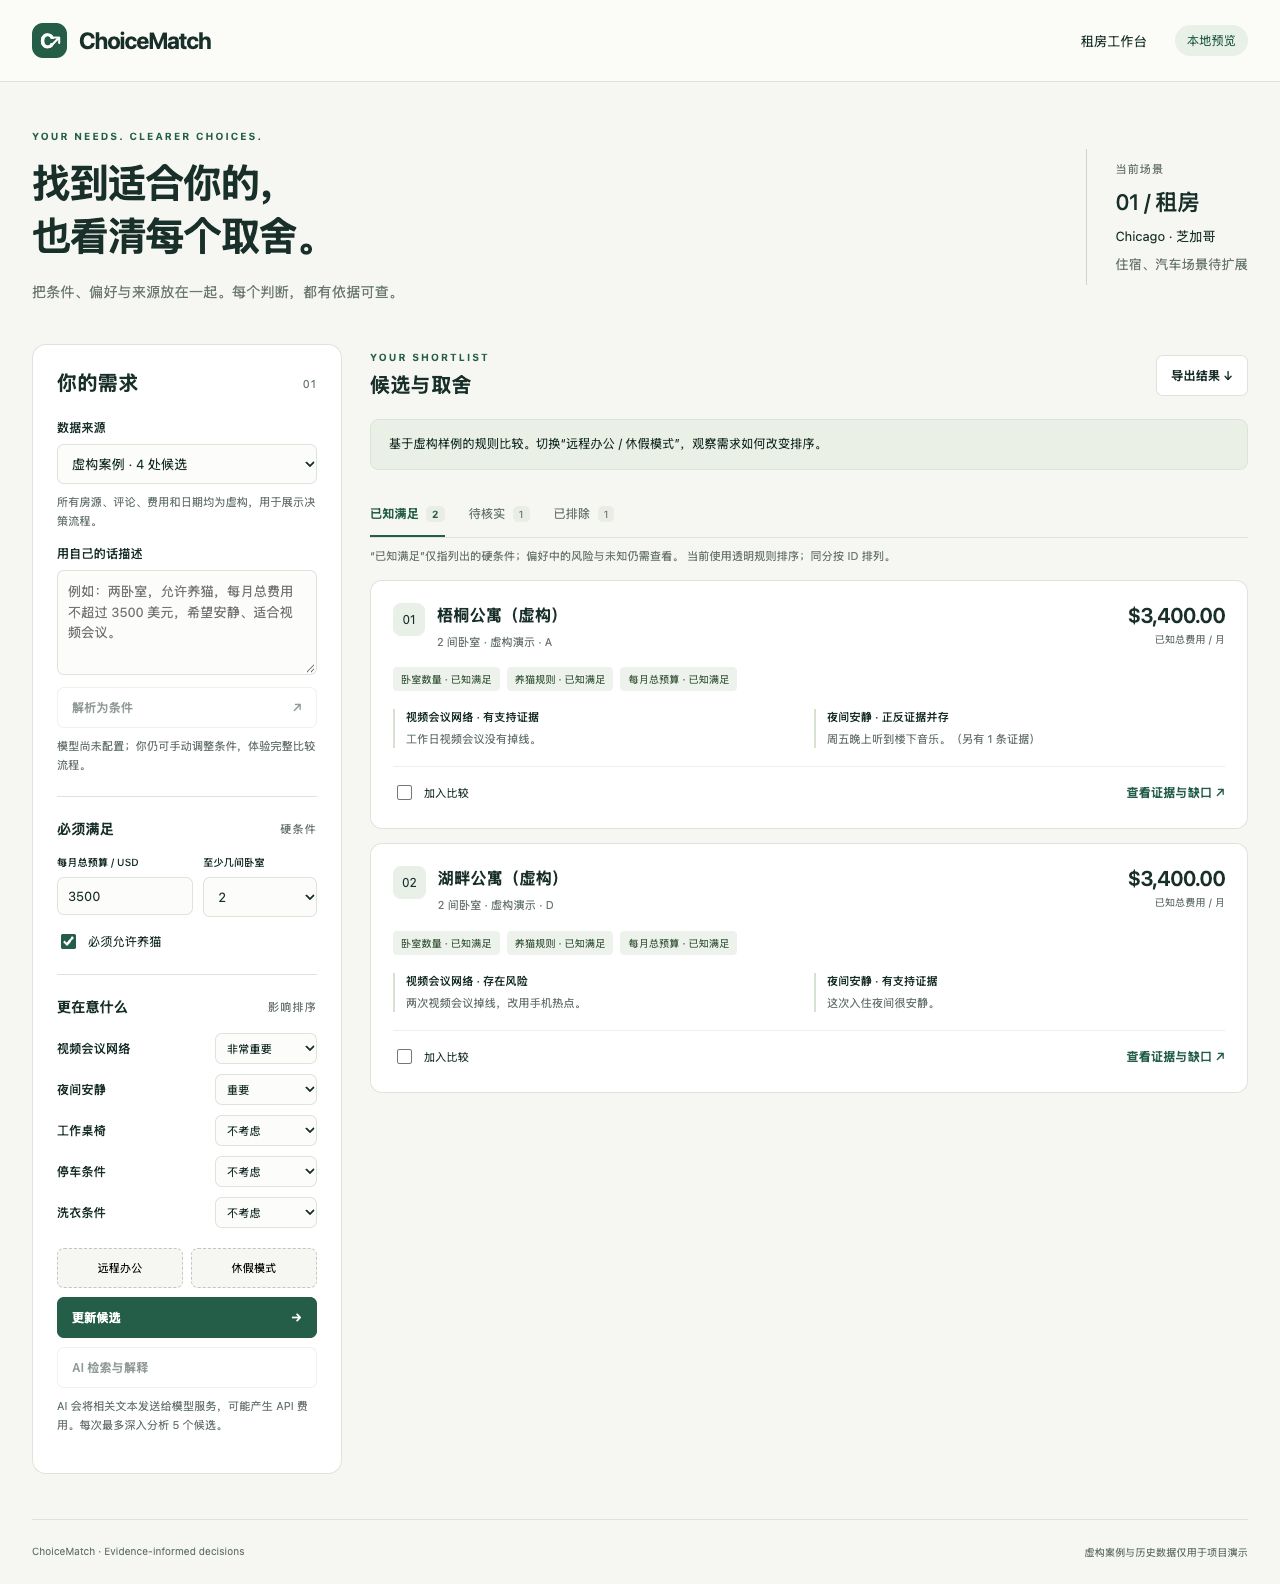 ChoiceMatch
租房工作台
本地预览
YOUR NEEDS. CLEARER CHOICES.
找到适合你的，
也看清每个取舍。
把条件、偏好与来源放在一起。每个判断，都有依据可查。
当前场景
01 / 租房
Chicago · 芝加哥
住宿、汽车场景待扩展
你的需求
01
数据来源
虚构案例 · 4 处候选
所有房源、评论、费用和日期均为虚构，用于展示决
策流程。
用自己的话描述
例如：两卧室，允许养猫，每月总费用
不超过 3500 美元，希望安静、适合视
频会议。
解析为条件 ↗
模型尚未配置；你仍可手动调整条件，体验完整比较
流程。
必须满足
硬条件
每月总预算 / USD
至少几间卧室
3500
2
必须允许养猫
更在意什么
影响排序
视频会议网络
非常重要
夜间安静
重要
工作桌椅
不考虑
停车条件
不考虑
洗衣条件
不考虑
远程办公
休假模式
更新候选 →
AI 检索与解释
AI 会将相关文本发送给模型服务，可能产生 API 费
用。每次最多深入分析 5 个候选。
YOUR SHORTLIST
候选与取舍
导出结果 ↓
基于虚构样例的规则比较。切换“远程办公 / 休假模式”，观察需求如何改变排序。
已知满足 2
待核实 1
已排除 1
“已知满足”仅指列出的硬条件；偏好中的风险与未知仍需查看。 当前使用透明规则排序；同分按 ID 排列。
01
梧桐公寓（虚构）
2 间卧室 · 虚构演示 · A
$3,400.00
已知总费用 / 月
卧室数量 · 已知满足
养猫规则 · 已知满足
每月总预算 · 已知满足
视频会议网络 · 有支持证据
工作日视频会议没有掉线。
夜间安静 · 正反证据并存
周五晚上听到楼下音乐。（另有 1 条证据）
加入比较
查看证据与缺口 ↗
02
湖畔公寓（虚构）
2 间卧室 · 虚构演示 · D
$3,400.00
已知总费用 / 月
卧室数量 · 已知满足
养猫规则 · 已知满足
每月总预算 · 已知满足
视频会议网络 · 存在风险
两次视频会议掉线，改用手机热点。
夜间安静 · 有支持证据
这次入住夜间很安静。
加入比较
查看证据与缺口 ↗
ChoiceMatch · Evidence-informed decisions
虚构案例与历史数据仅用于项目演示